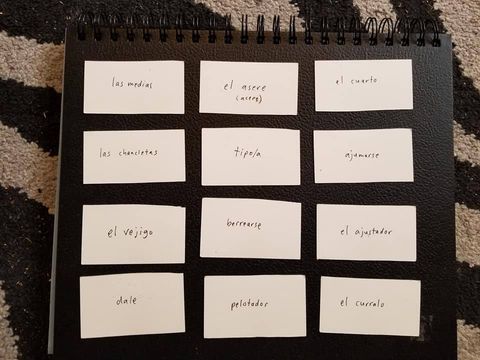 las medias
el asere
(acere)
el cuarto
las chancletas
tipo/a
ajumarse
el vejigo
berrearse
el ajustador
dale
pelotador
el curralo